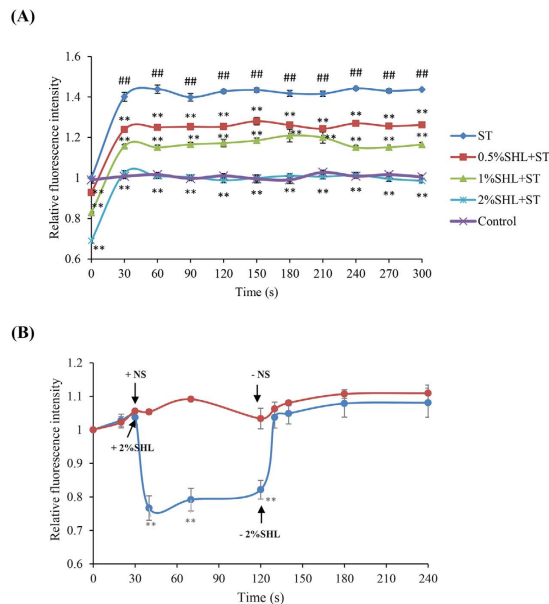 (A)
Relative fluorescence intensity
1.6
1.4
1.2
1
0.8
0.6
## ## ## ## ## ## ## ## ## ##
** ** ** ** ** ** ** ** ** **
** ** ** ** ** ** ** ** ** **
** ** ** ** ** ** ** ** ** **
**
**
**
0 30 60 90 120 150 180 210 240 270 300
Time (s)
ST
0.5%SHL+ST
1%SHL+ST
2%SHL+ST
Control
(B)
Relative fluorescence intensity
1.2
1.1
1
0.9
0.8
0.7
0.6
+ NS
- NS
+ 2%SHL
** ** **
- 2%SHL
0 30 60 90 120 150 180 210 240
Time (s)